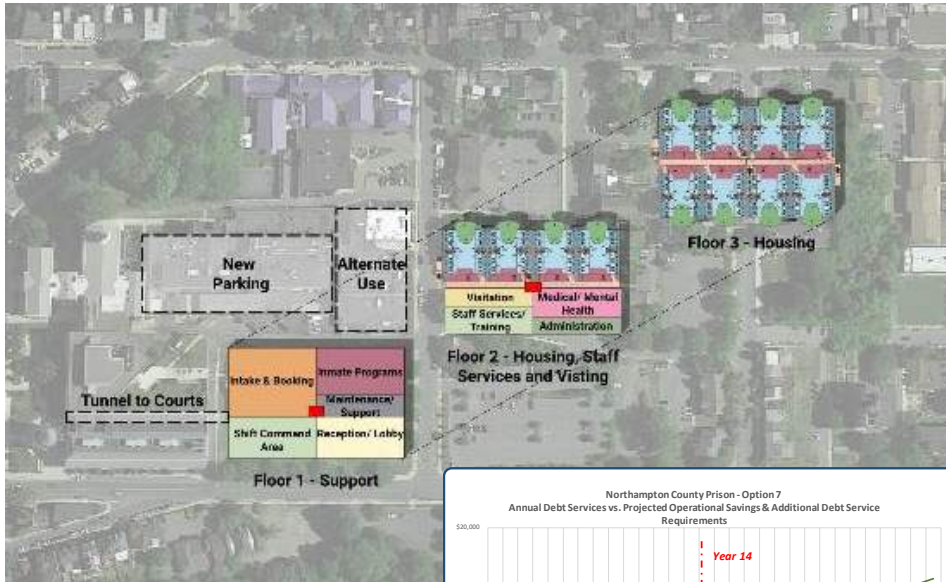 Floor 3 - Housing
New
Parking
Alternate
Use
Visitation
Medical/ Mental
Health
Staff Services/
Training
Administration
Floor 2 - Housing, Staff
Services and Visting
Intake & Booking
Inmate Programs
Maintenance/
Support
Tunnel to Courts
Shift Command
Area
Reception/ Lobby
Floor 1 - Support
Northampton County Prison - Option 7
Annual Debt Services vs. Projected Operational Savings & Additional Debt Service
Requirements
$20,000
Year 14